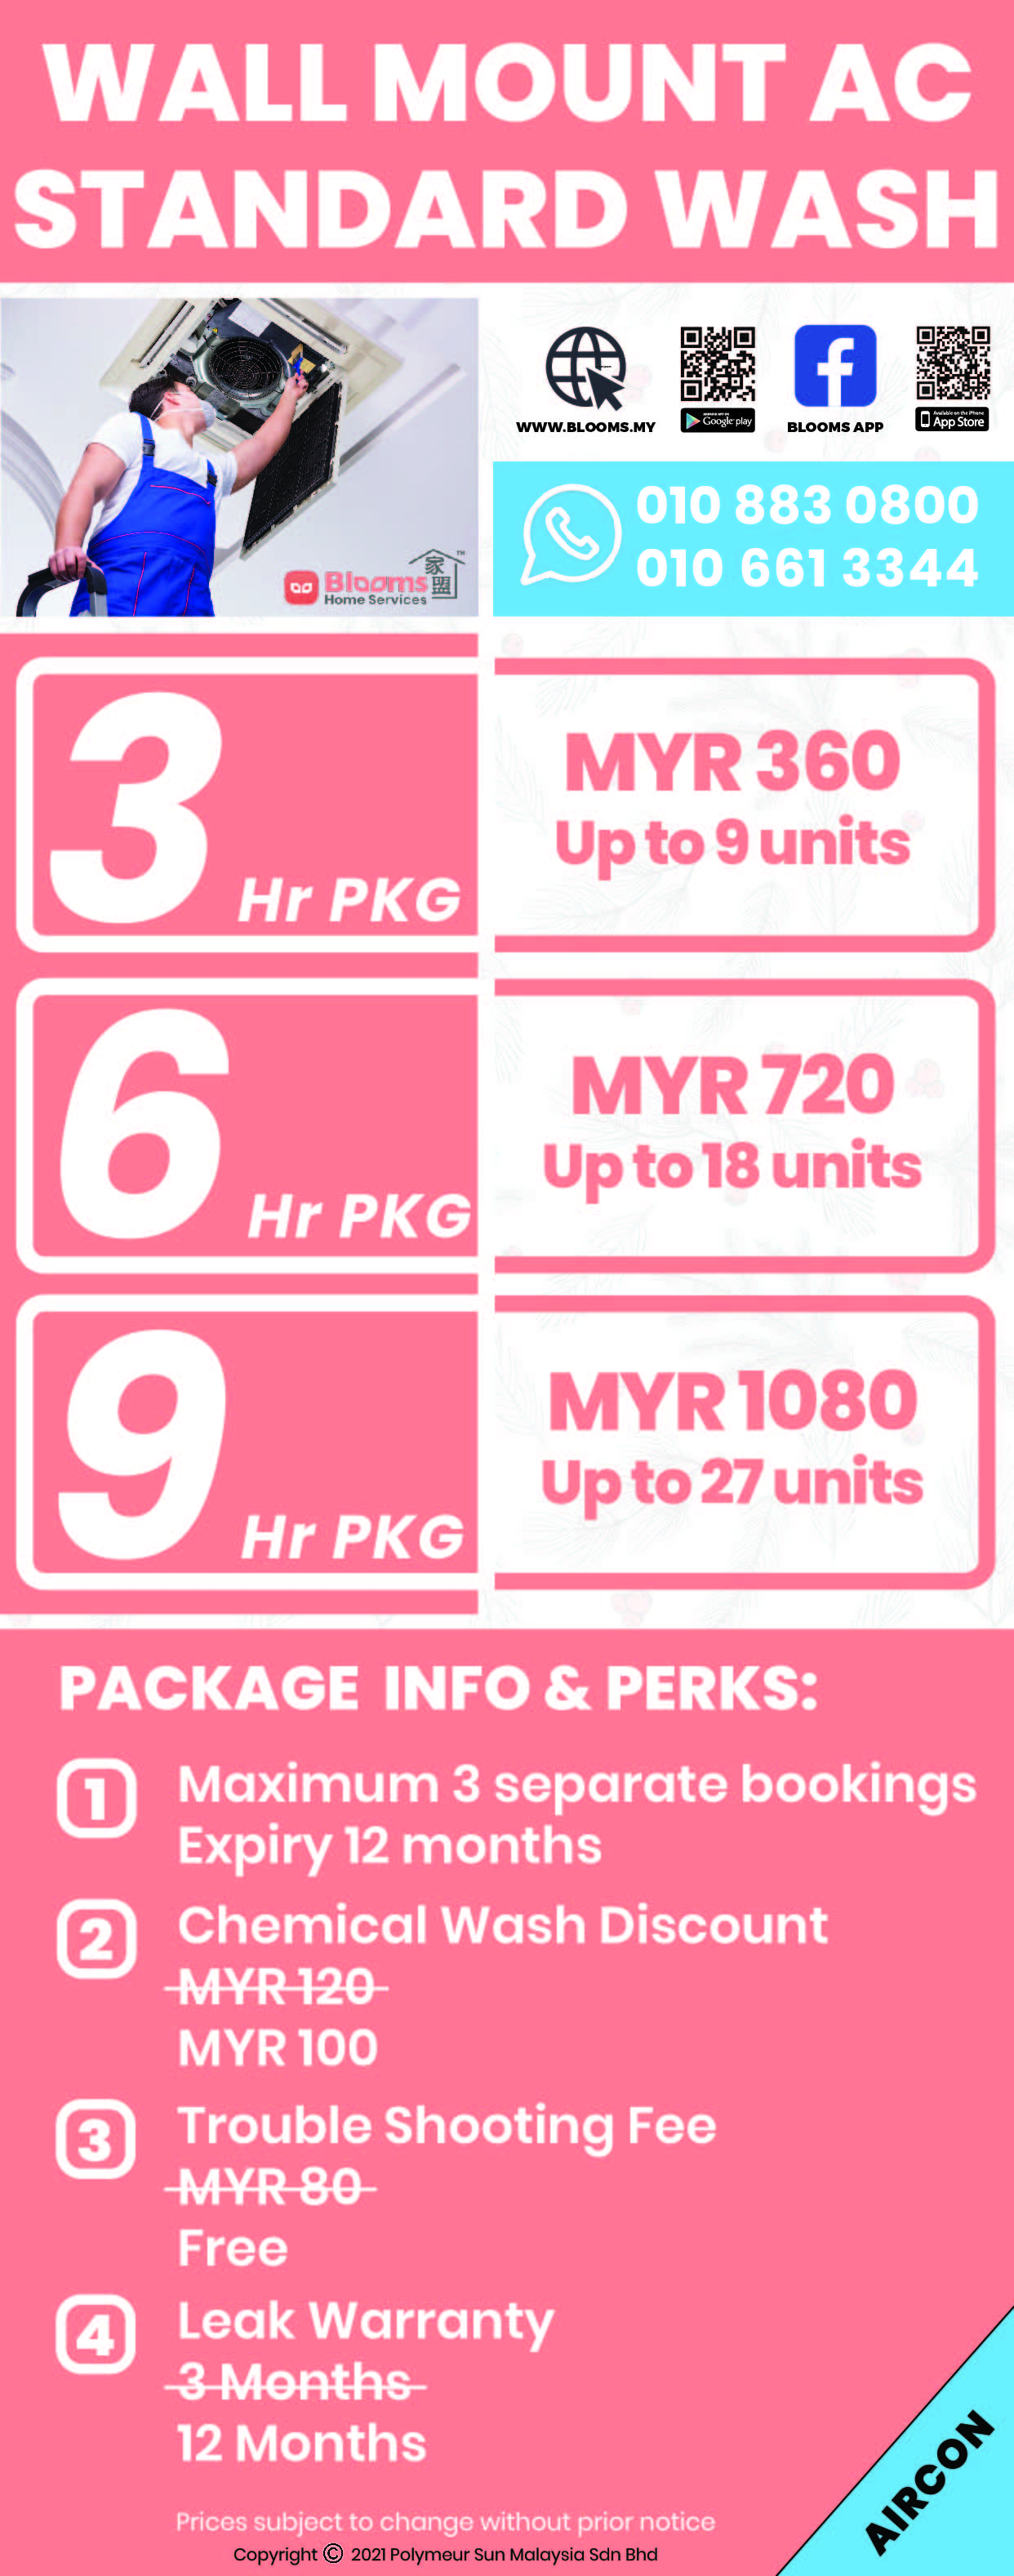 WALL MOUNT AC
STANDARD WASH
WWW.BLOOMS.MY
Google play
BLOOMS APP
Available on the iPhone
App Store
010 883 0800
010 661 3344
Blooms
Home Services
家
盟
TM
3 Hr PKG
MYR 360
Up to 9 units
6 Hr PKG
MYR 720
Up to 18 units
9 Hr PKG
MYR 1080
Up to 27 units
PACKAGE INFO & PERKS:
1 Maximum 3 separate bookings
Expiry 12 months
2 Chemical Wash Discount
MYR 120
MYR 100
3 Trouble Shooting Fee
MYR 80
Free
4 Leak Warranty
3 Months
12 Months
AIRCON
Prices subject to change without prior notice
Copyright © 2021 Polymeur Sun Malaysia Sdn Bhd